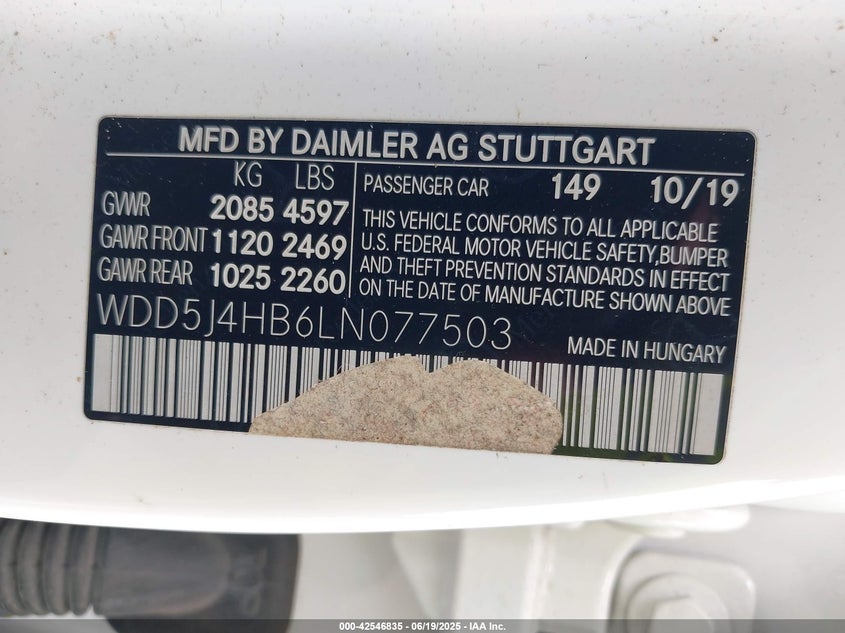 MFD BY DAIMLER AG STUTTGART
KG LBS
GVWR 2085 4597
GAWR FRONT 1120 2469
GAWR REAR 1025 2260
PASSENGER CAR 149 10/19
THIS VEHICLE CONFORMS TO ALL APPLICABLE
U.S. FEDERAL MOTOR VEHICLE SAFETY,BUMPER
AND THEFT PREVENTION STANDARDS IN EFFECT
ON THE DATE OF MANUFACTURE SHOWN ABOVE
WDD5J4HB6LN077503
MADE IN HUNGARY
000-42546835 - 06/19/2025 - IAA Inc.